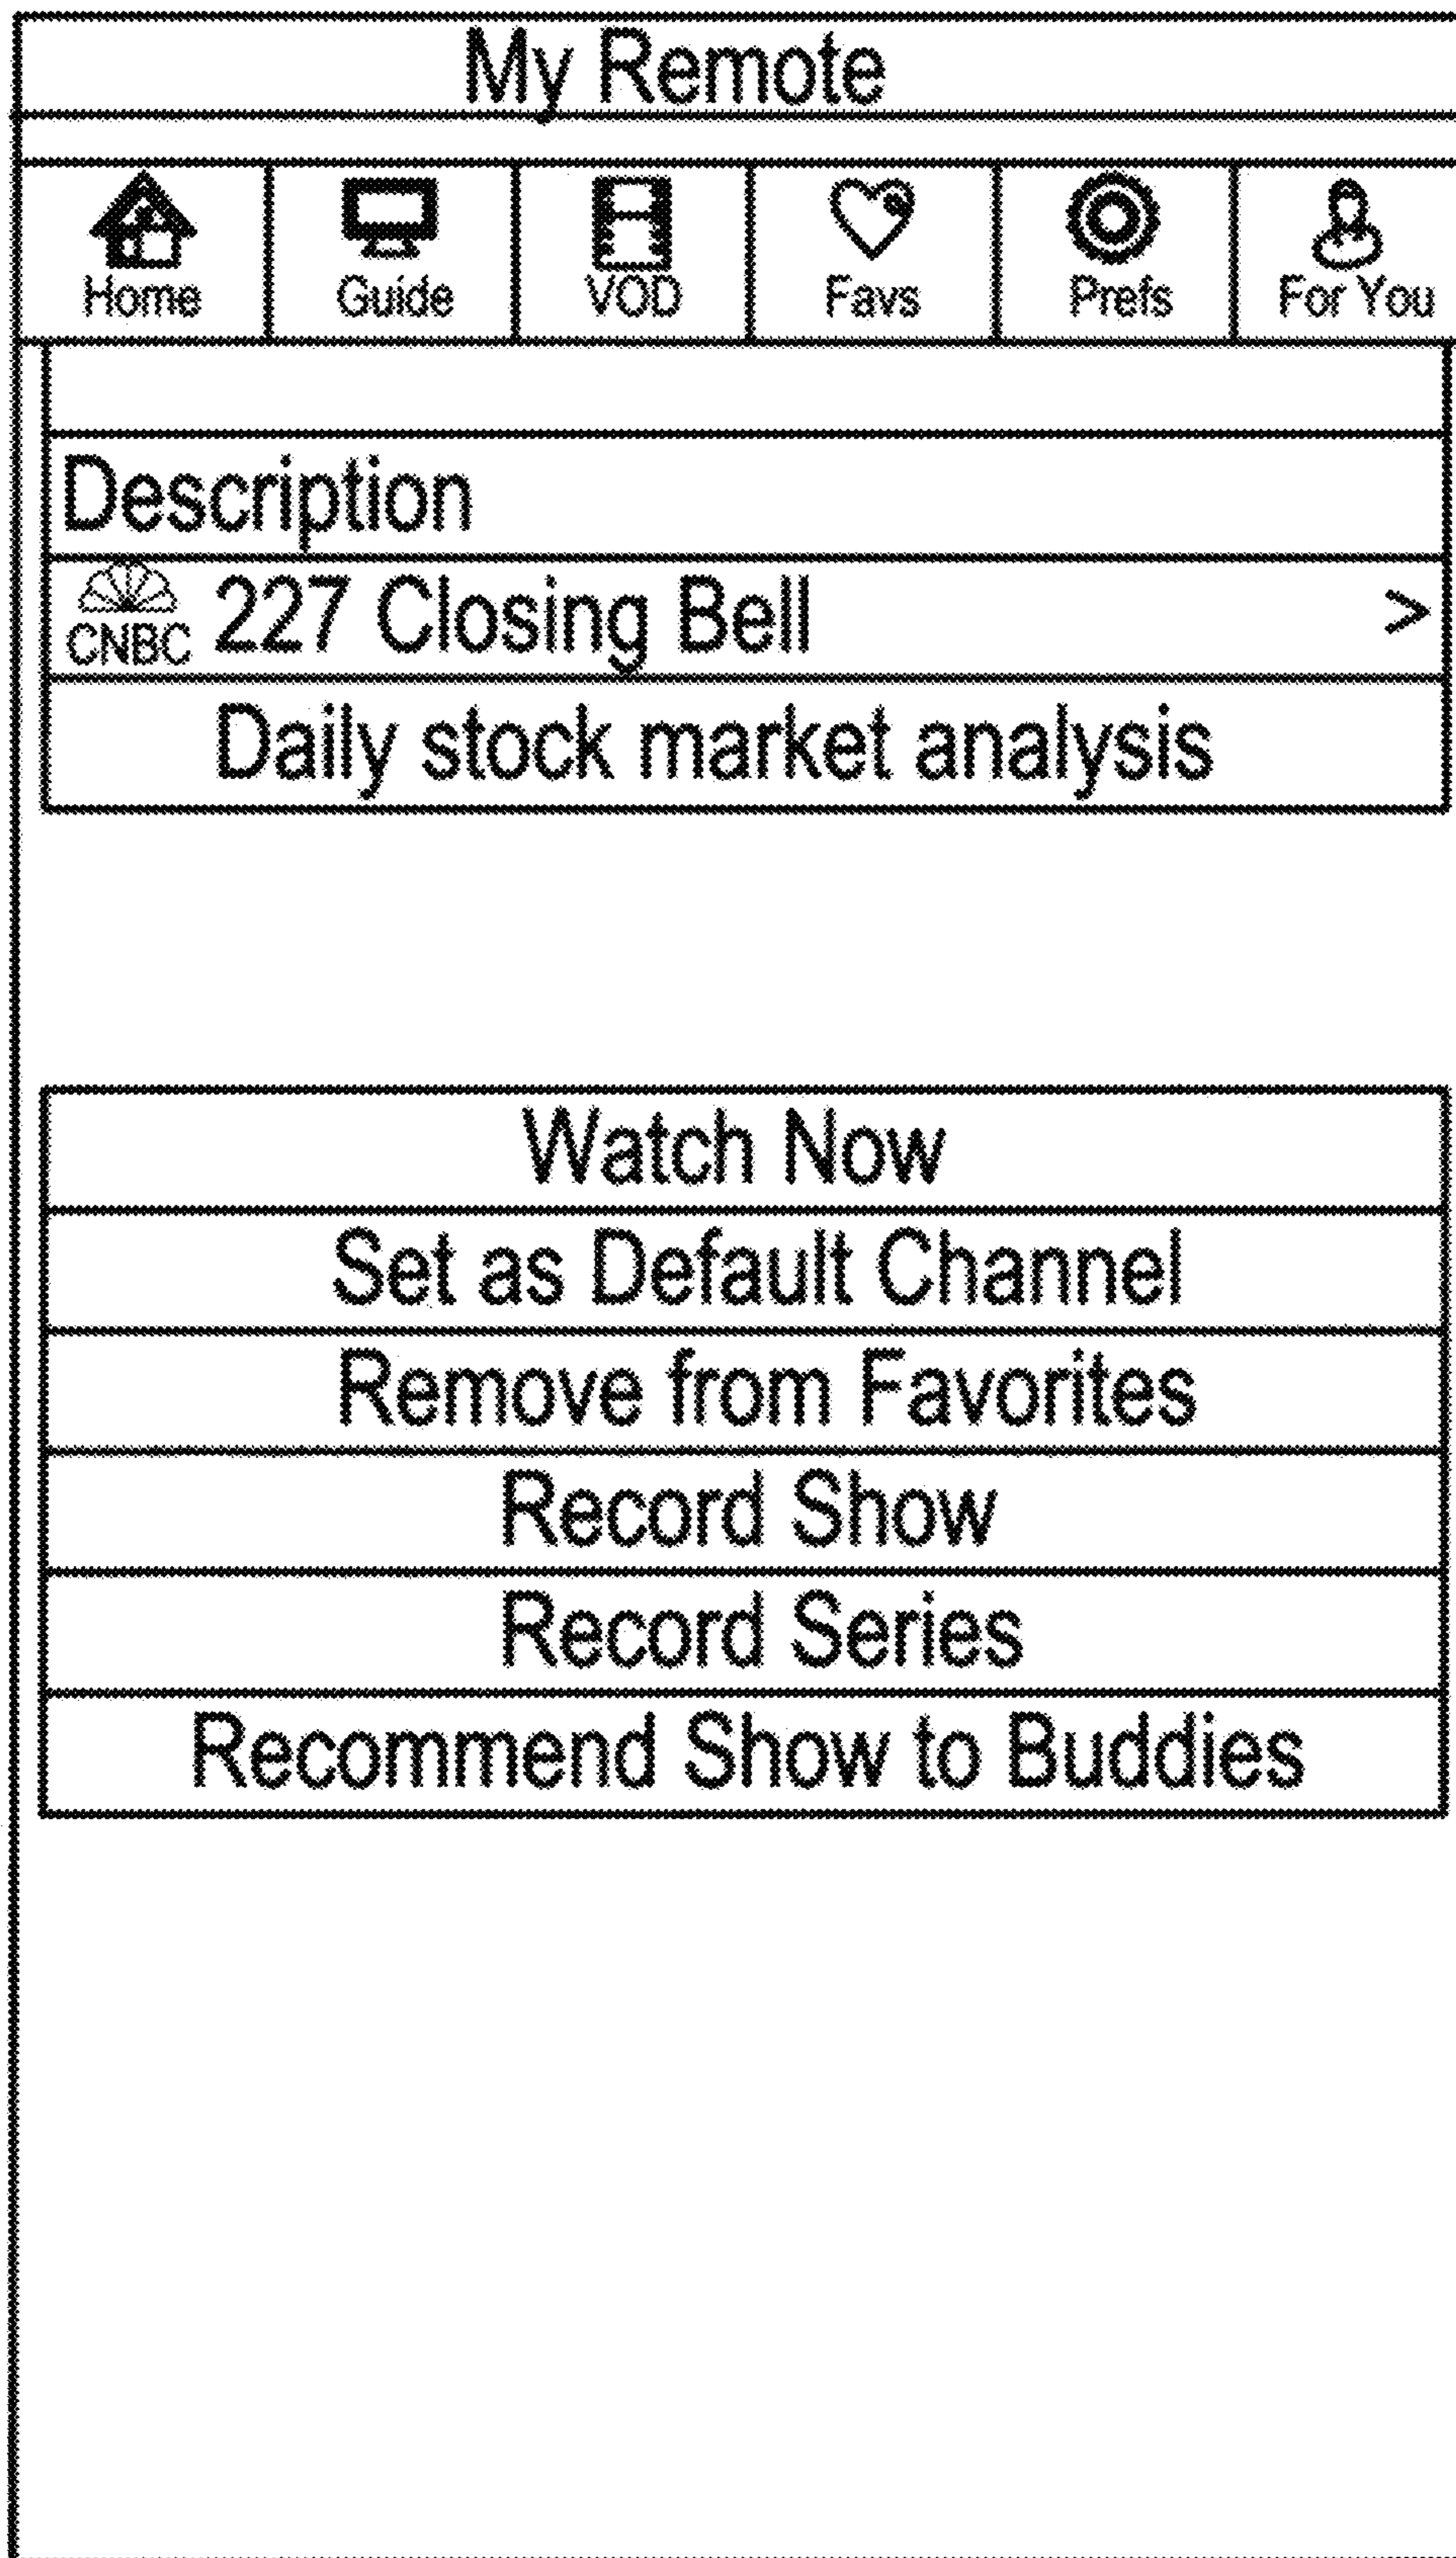 My Remote
Home Guide VOD Favs Prefs For You
Description
CNBC 227 Closing Bell >
Daily stock market analysis
Watch Now
Set as Default Channel
Remove from Favorites
Record Show
Record Series
Recommend Show to Buddies